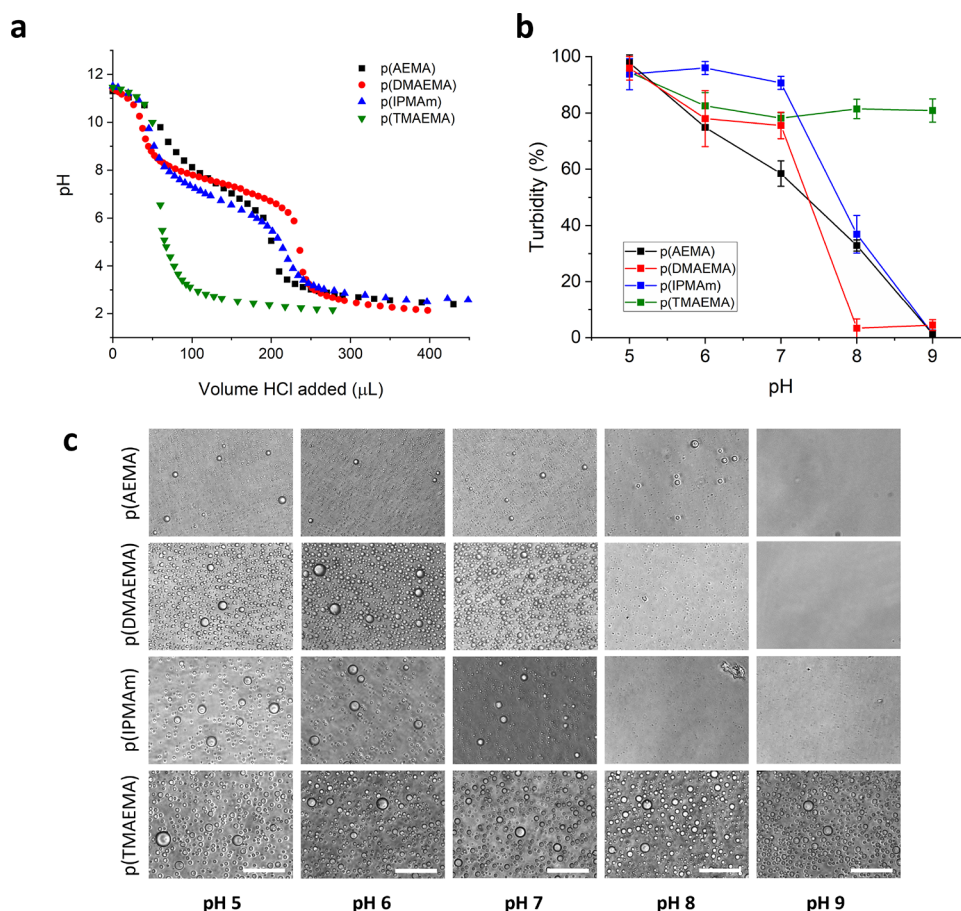 a
12
10
8
6
4
2
pH
0
100
200
300
400
Volume HCl added (μL)
p(AEMA)
p(DMAEMA)
p(IPMAm)
p(TMAEMA)
b
100
80
60
40
20
0
Turbidity (%)
5
6
7
8
9
pH
p(AEMA)
p(DMAEMA)
p(IPMAm)
p(TMAEMA)
c
p(AEMA)
p(DMAEMA)
p(IPMAm)
p(TMAEMA)
pH 5
pH 6
pH 7
pH 8
pH 9